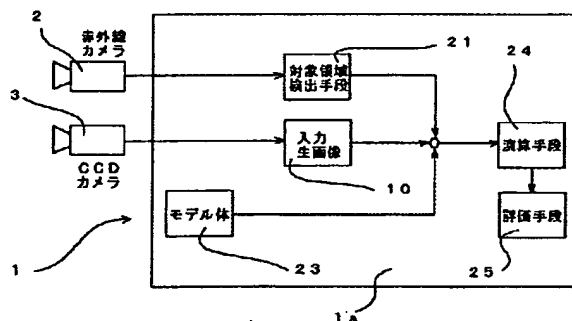 2
赤外線
カメラ
3
CCD
カメラ
対象領域
検出手段
21
入力
生画像
10
モデル体
23
24
演算手段
評価手段
25
1
1A